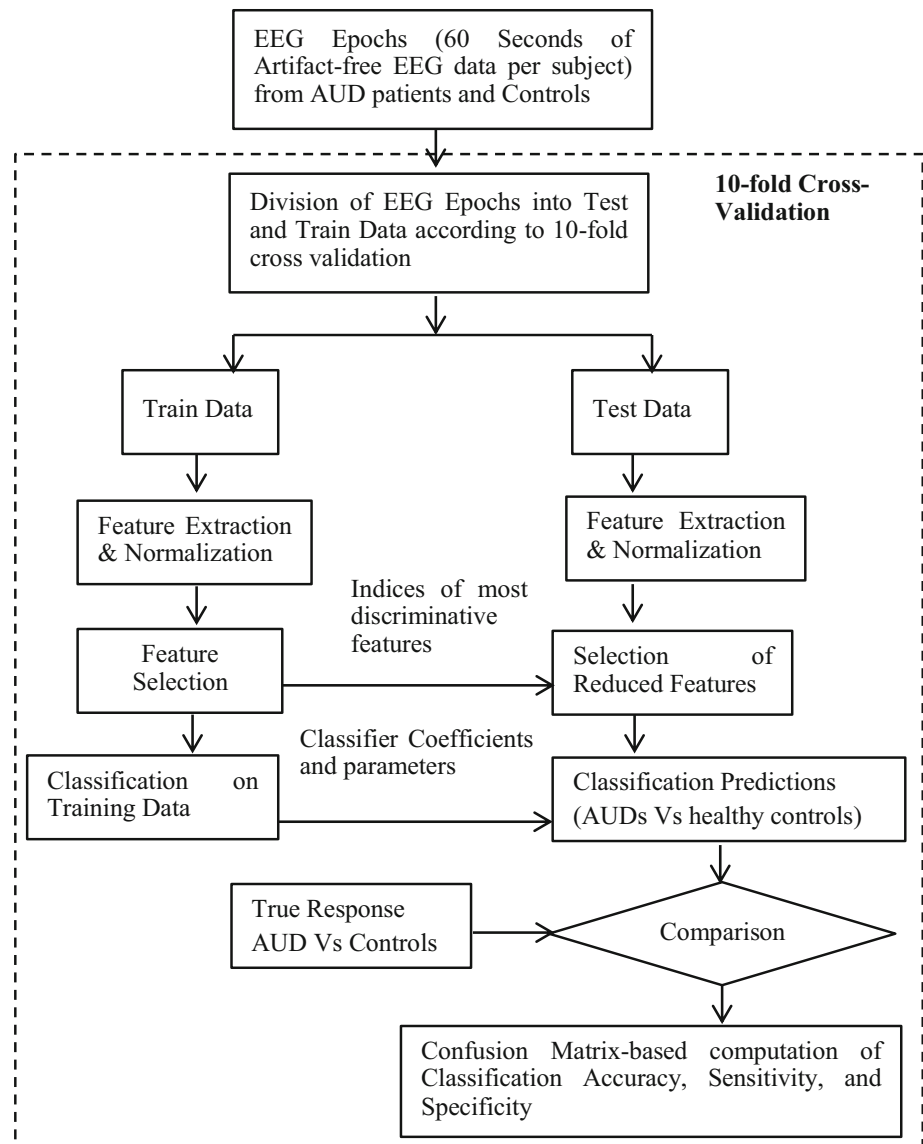 EEG Epochs (60 Seconds of
Artifact-free EEG data per subject)
from AUD patients and Controls
10-fold Cross-
Validation
Division of EEG Epochs into Test
and Train Data according to 10-fold
cross validation
Train Data
Test Data
Feature Extraction
& Normalization
Feature Extraction
& Normalization
Indices of most
discriminative
features
Feature
Selection
Selection of
Reduced Features
Classifier Coefficients
and parameters
Classification on
Training Data
Classification Predictions
(AUDs Vs healthy controls)
True Response
AUD Vs Controls
Comparison
Confusion Matrix-based computation of
Classification Accuracy, Sensitivity, and
Specificity